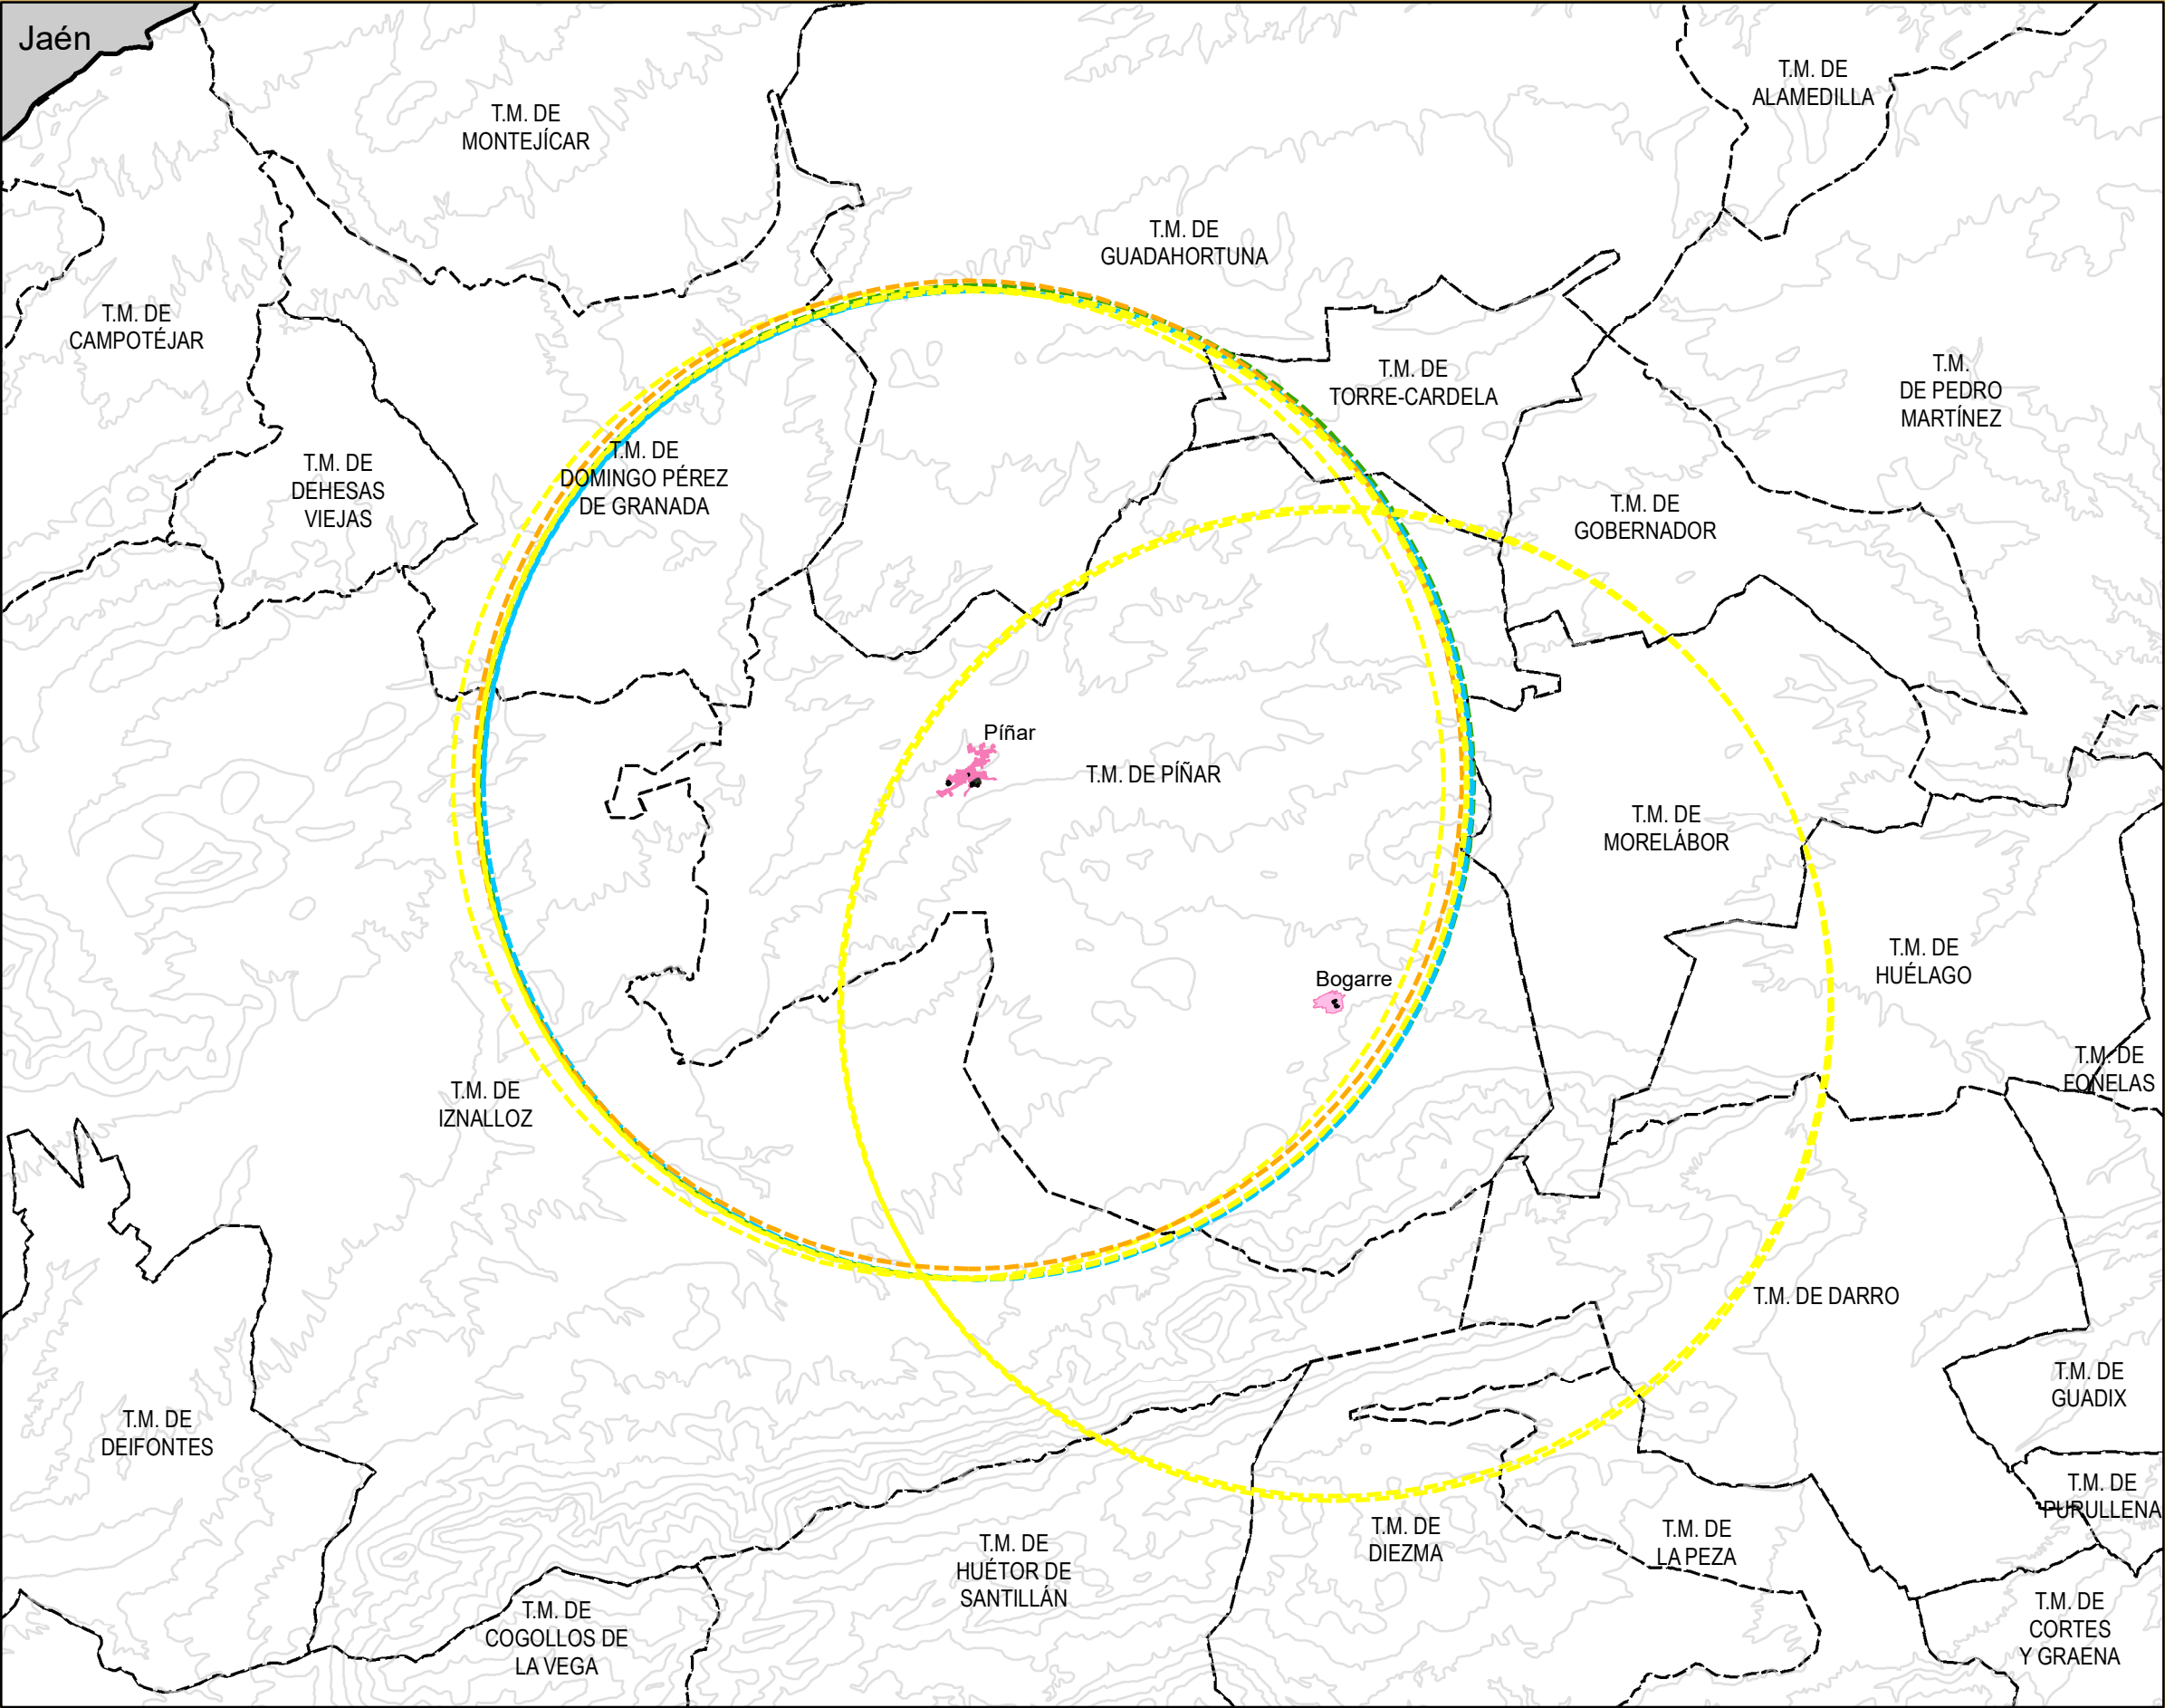 Jaén
T.M. DE
ALAMEDILLA
T.M. DE
MONTEJÍCAR
T.M. DE
GUADAHORTUNA
T.M. DE
CAMPOTÉJAR
T.M. DE
TORRE-CARDELA
T.M.
DE PEDRO
MARTÍNEZ
T.M. DE
DOMINGO PÉREZ
DE GRANADA
T.M. DE
DEHESAS
VIEJAS
T.M. DE
GOBERNADOR
Píñar
T.M. DE PÍÑAR
T.M. DE
MORELÁBOR
T.M. DE
HUÉLAGO
Bogarre
T.M. DE
FONELAS
T.M. DE
IZNALLOZ
T.M. DE DARRO
T.M. DE
GUADIX
T.M. DE
DEIFONTES
T.M. DE
PURULLENA
T.M. DE
DIEZMA
T.M. DE
LA PEZA
T.M. DE
HUÉTOR DE
SANTILLÁN
T.M. DE
COGOLLOS DE
LA VEGA
T.M. DE
CORTES
Y GRAENA